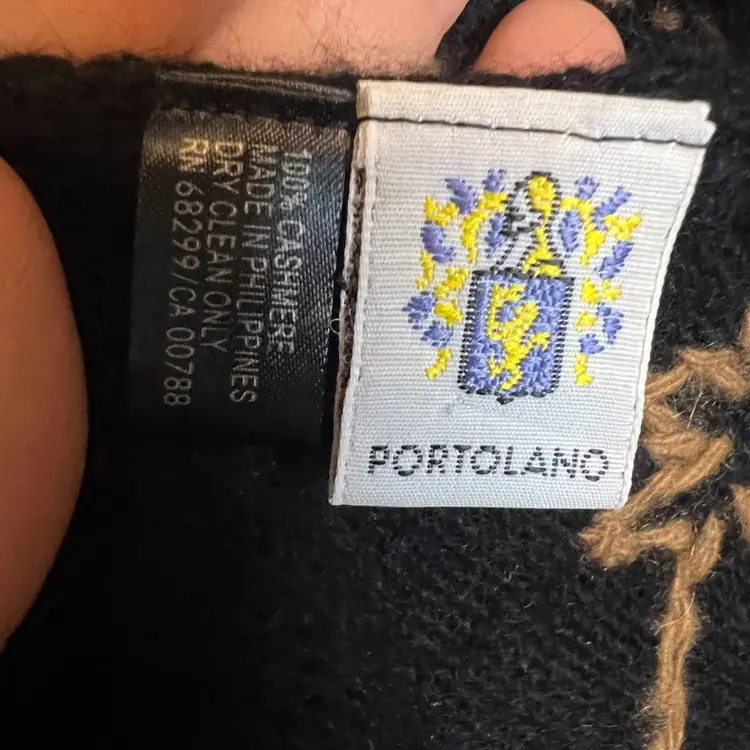 100% CASHMERE
MADE IN PHILIPPINES
DRY CLEAN ONLY
RN 68299/CA 00788
PORTOLANO